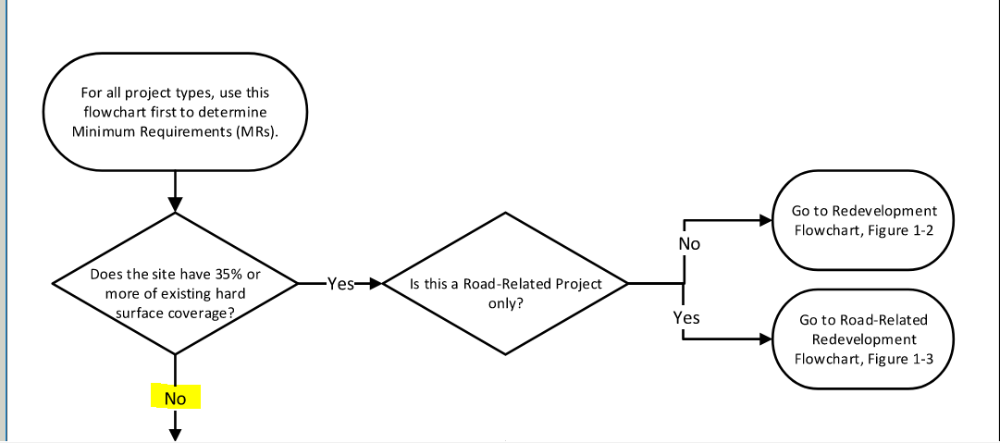 For all project types, use this
flowchart first to determine
Minimum Requirements (MRs).
Does the site have 35% or
more of existing hard
surface coverage?
Yes
Is this a Road-Related Project
only?
No
Go to Redevelopment
Flowchart, Figure 1-2
Yes
Go to Road-Related
Redevelopment
Flowchart, Figure 1-3
No